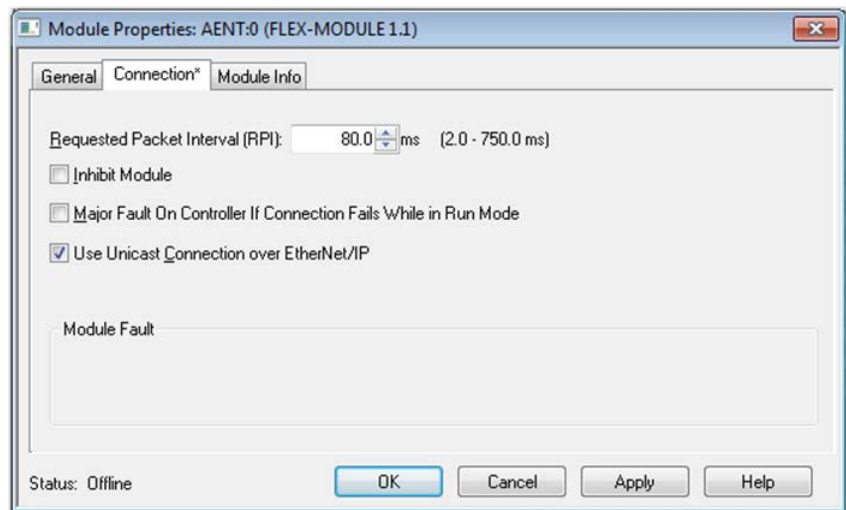 Module Properties: AENT:0 (FLEX-MODULE 1.1)
General Connection* Module Info
Requested Packet Interval (RPI): 80.0 ms (2.0 - 750.0 ms)
Inhibit Module
Major Fault On Controller If Connection Fails While in Run Mode
Use Unicast Connection over EtherNet/IP
Module Fault
Status: Offline OK Cancel Apply Help